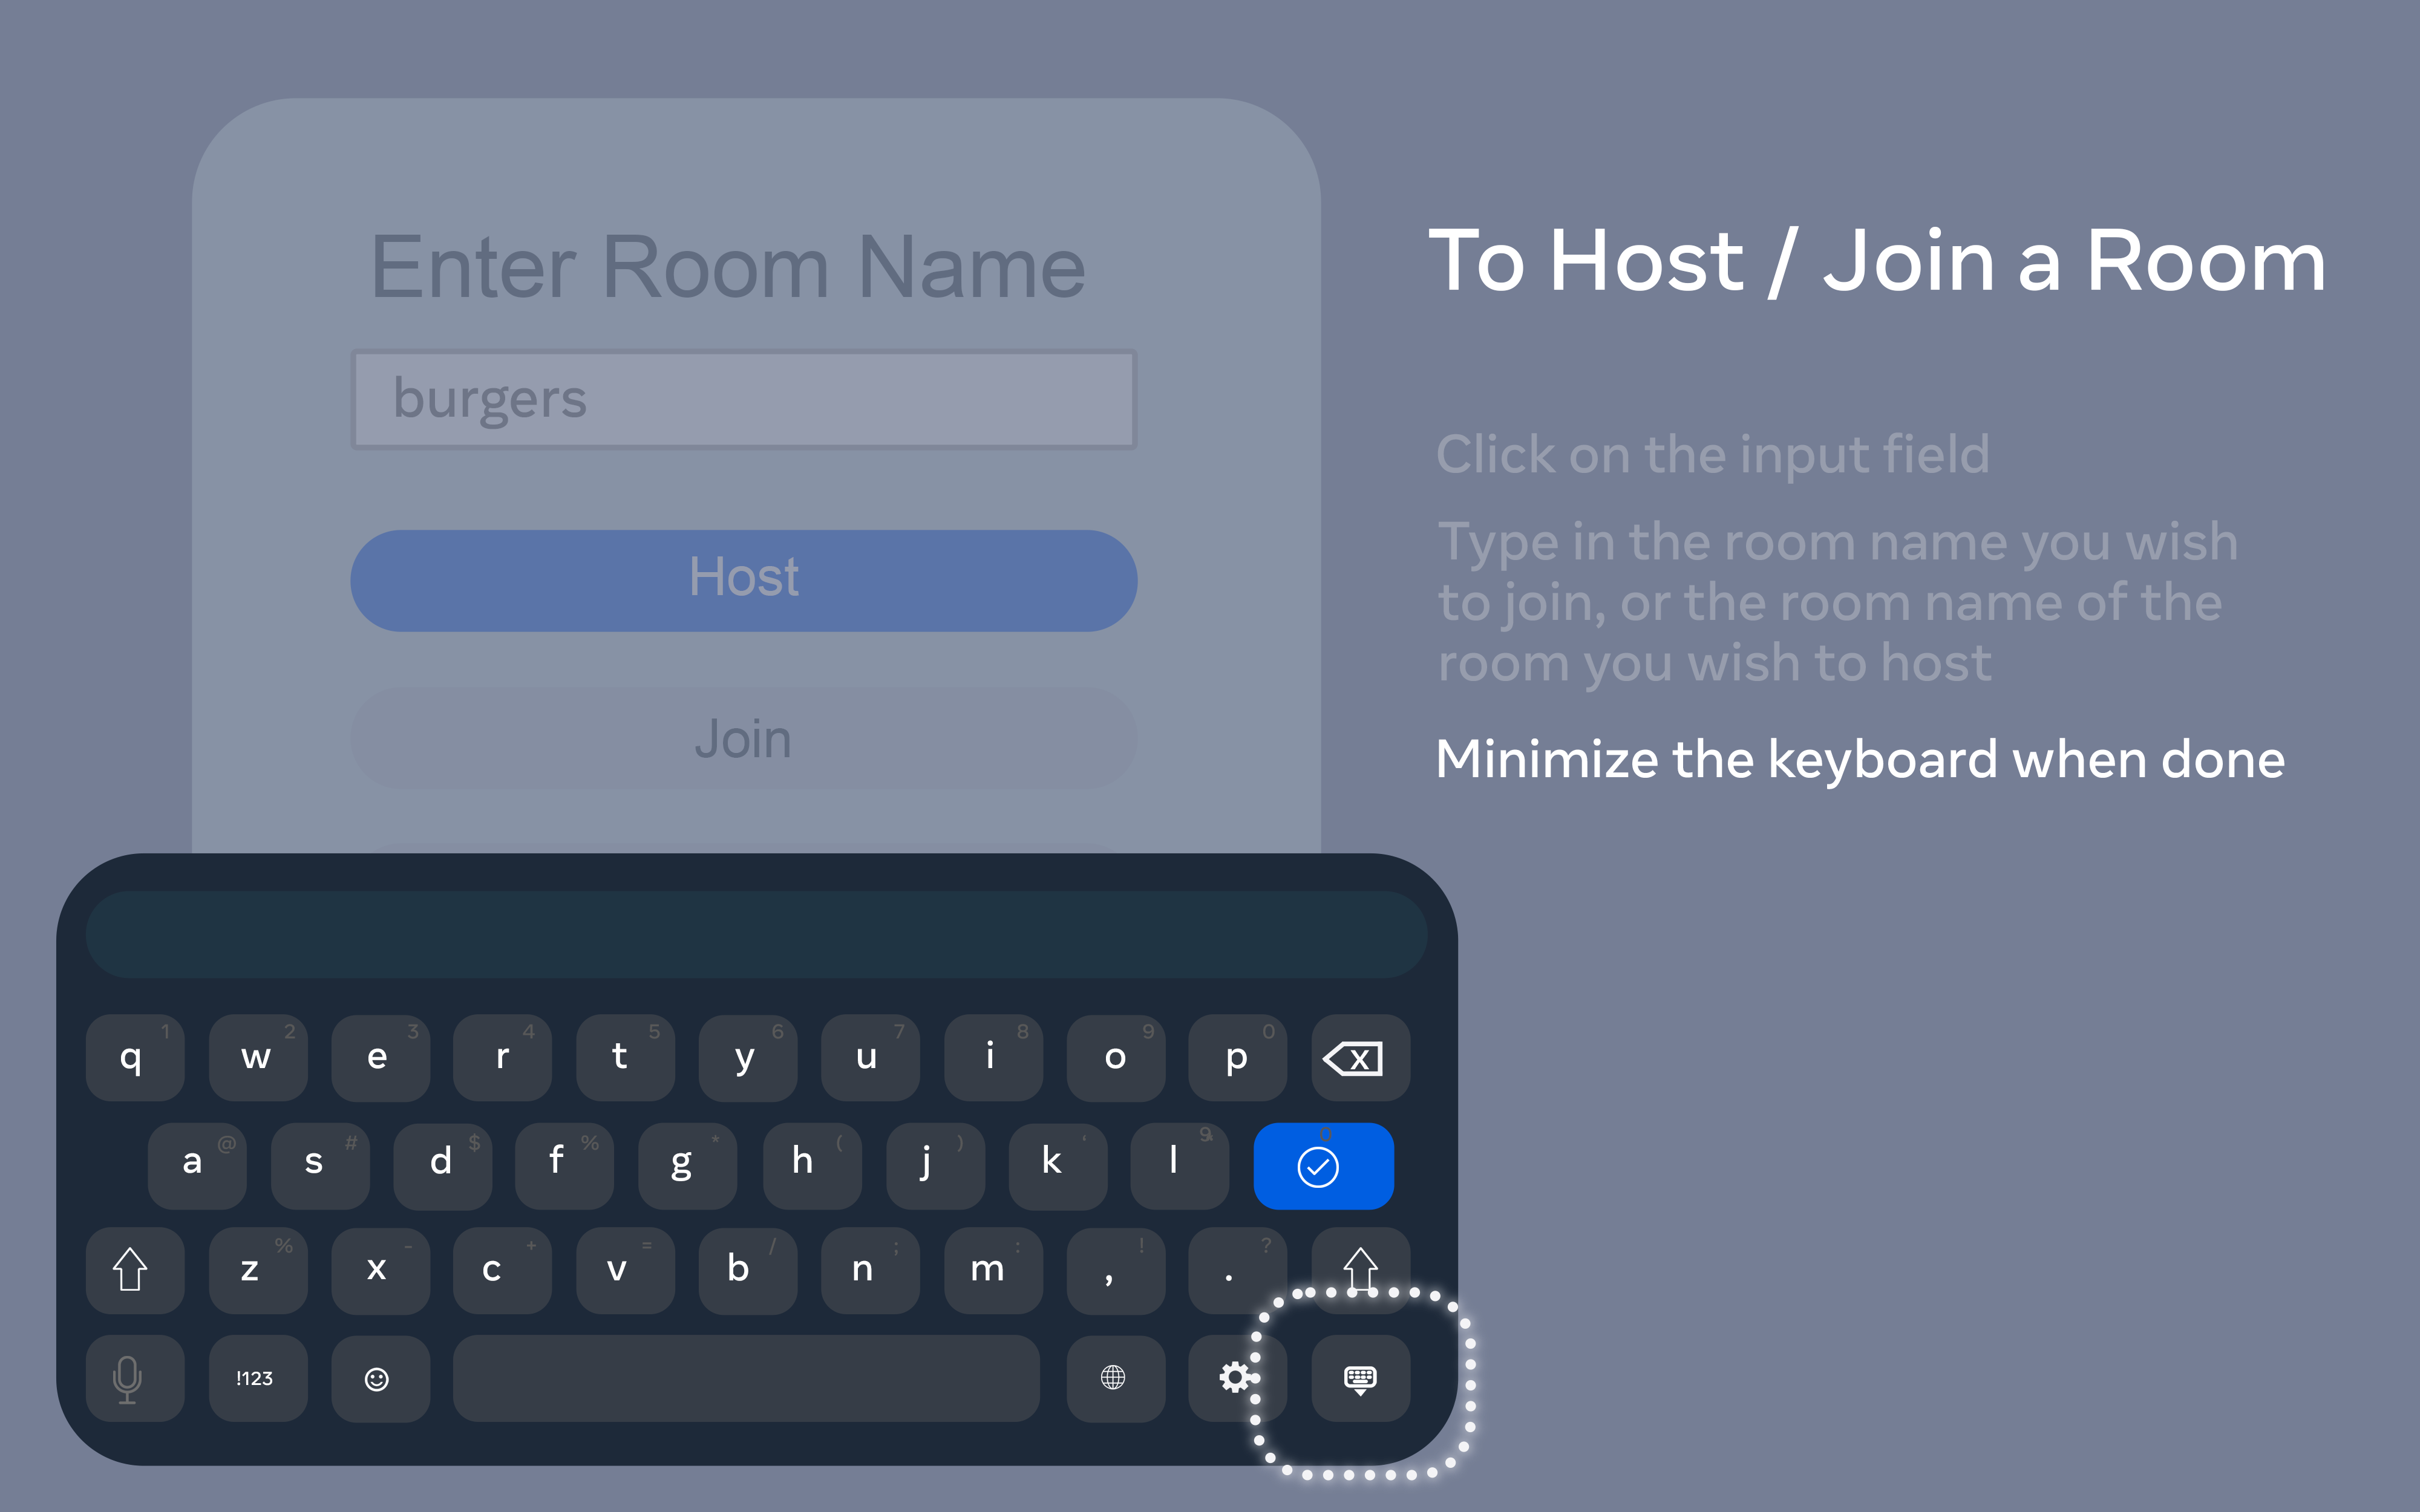 Enter Room Name
burgers
Host
Join
To Host / Join a Room
Click on the input field
Type in the room name you wish
to join, or the room name of the
room you wish to host
Minimize the keyboard when done
1 2 3 4 5 6 7 8 9 0
q w e r t y u i o p x
@ # $ % * ( ) ' 9 0
a s d f g h j k l
% - + = / ; : ! ?
z x c v b n m , .
!123